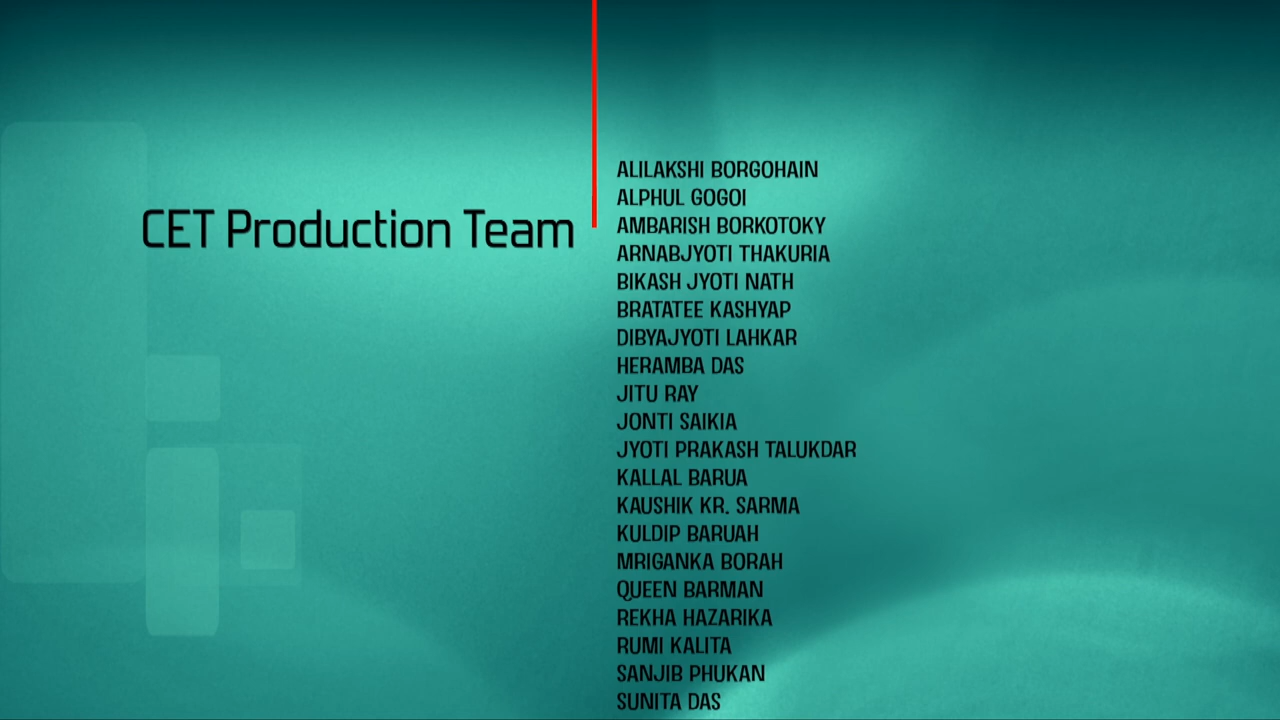 CET Production Team
ALILAKSHI BORGOHAIN
ALPHUL GOGOI
AMBARISH BORKOTOKY
ARNABJYOTI THAKURIA
BIKASH JYOTI NATH
BRATATEE KASHYAP
DIBYAJYOTI LAHKAR
HERAMBA DAS
JITU RAY
JONTI SAIKIA
JYOTI PRAKASH TALUKDAR
KALLAL BARUA
KAUSHIK KR. SARMA
KULDIP BARUAH
MRIGANKA BORAH
QUEEN BARMAN
REKHA HAZARIKA
RUMI KALITA
SANJIB PHUKAN
SUNITA DAS